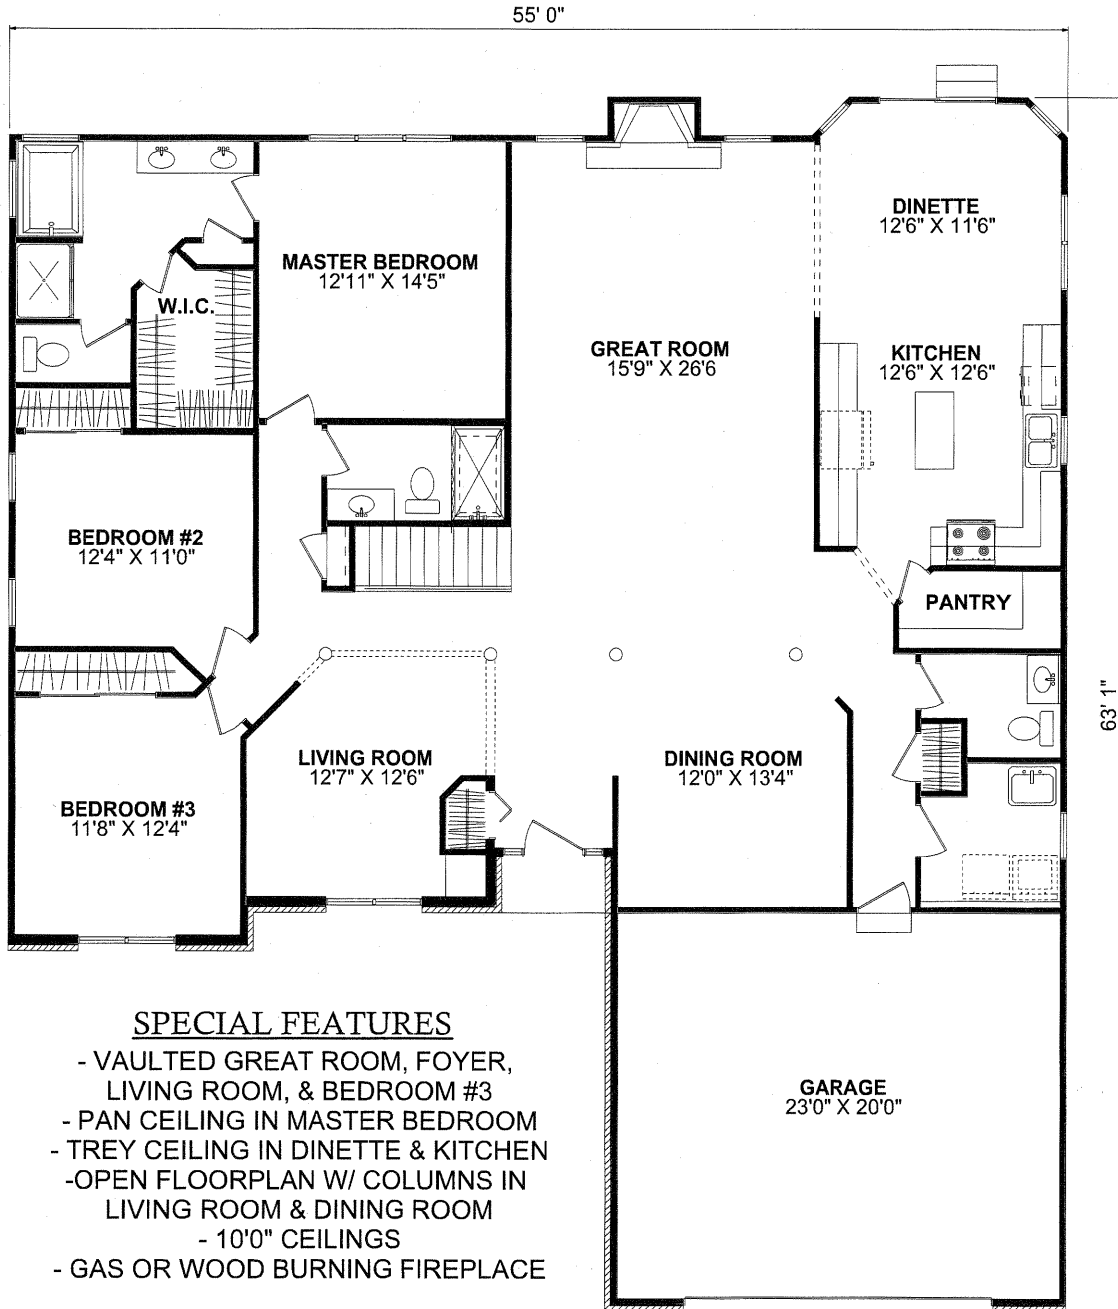 55' 0"
DINETTE
12'6" X 11'6"
MASTER BEDROOM
12'11" X 14'5"
W.I.C.
GREAT ROOM
15'9" X 26'6
KITCHEN
12'6" X 12'6"
BEDROOM #2
12'4" X 11'0"
PANTRY
63' 1"
LIVING ROOM
12'7" X 12'6"
DINING ROOM
12'0" X 13'4"
BEDROOM #3
11'8" X 12'4"
SPECIAL FEATURES
- VAULTED GREAT ROOM, FOYER,
LIVING ROOM, & BEDROOM #3
- PAN CEILING IN MASTER BEDROOM
- TREY CEILING IN DINETTE & KITCHEN
-OPEN FLOORPLAN W/ COLUMNS IN
LIVING ROOM & DINING ROOM
- 10'0" CEILINGS
- GAS OR WOOD BURNING FIREPLACE
GARAGE
23'0" X 20'0"